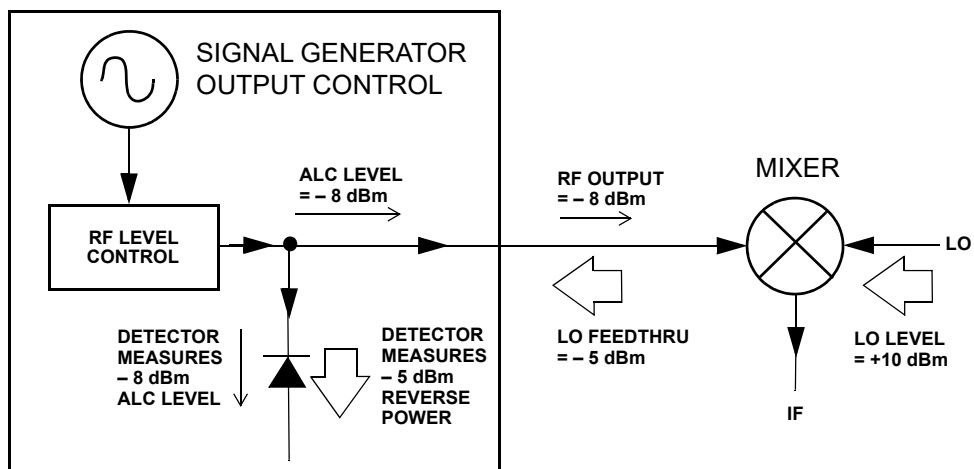 SIGNAL GENERATOR
OUTPUT CONTROL
ALC LEVEL
= – 8 dBm
RF OUTPUT
= – 8 dBm
MIXER
RF LEVEL
CONTROL
LO
DETECTOR
MEASURES
– 8 dBm
ALC LEVEL
DETECTOR
MEASURES
– 5 dBm
REVERSE
POWER
LO FEEDTHRU
= – 5 dBm
LO LEVEL
= +10 dBm
IF